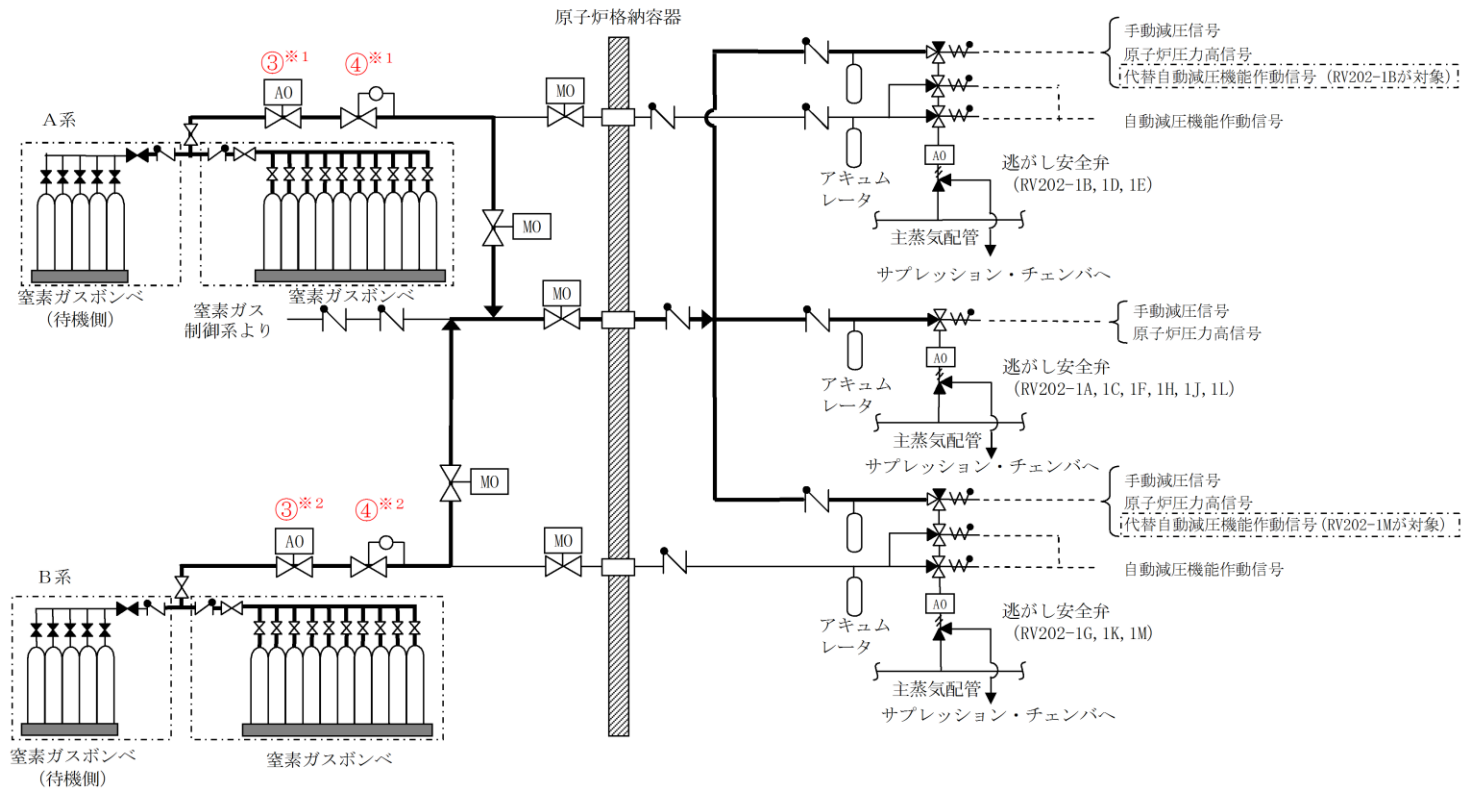 原子炉格納容器
③※1
④※1
AO
MO
A系
窒素ガスボンベ
(待機側)
窒素ガスボンベ
MO
窒素ガス
制御系より
MO
手動減圧信号
原子炉圧力高信号
代替自動減圧機能作動信号 (RV202-1Bが対象)
自動減圧機能作動信号
アキュム
レータ
AO
逃がし安全弁
(RV202-1B, 1D, 1E)
主蒸気配管
サプレッション・チェンバへ
手動減圧信号
原子炉圧力高信号
アキュム
レータ
AO
逃がし安全弁
(RV202-1A, 1C, 1F, 1H, 1J, 1L)
主蒸気配管
サプレッション・チェンバへ
MO
③※2
④※2
AO
MO
B系
窒素ガスボンベ
(待機側)
窒素ガスボンベ
手動減圧信号
原子炉圧力高信号
代替自動減圧機能作動信号 (RV202-1Mが対象)
自動減圧機能作動信号
アキュム
レータ
AO
逃がし安全弁
(RV202-1G, 1K, 1M)
主蒸気配管
サプレッション・チェンバへ